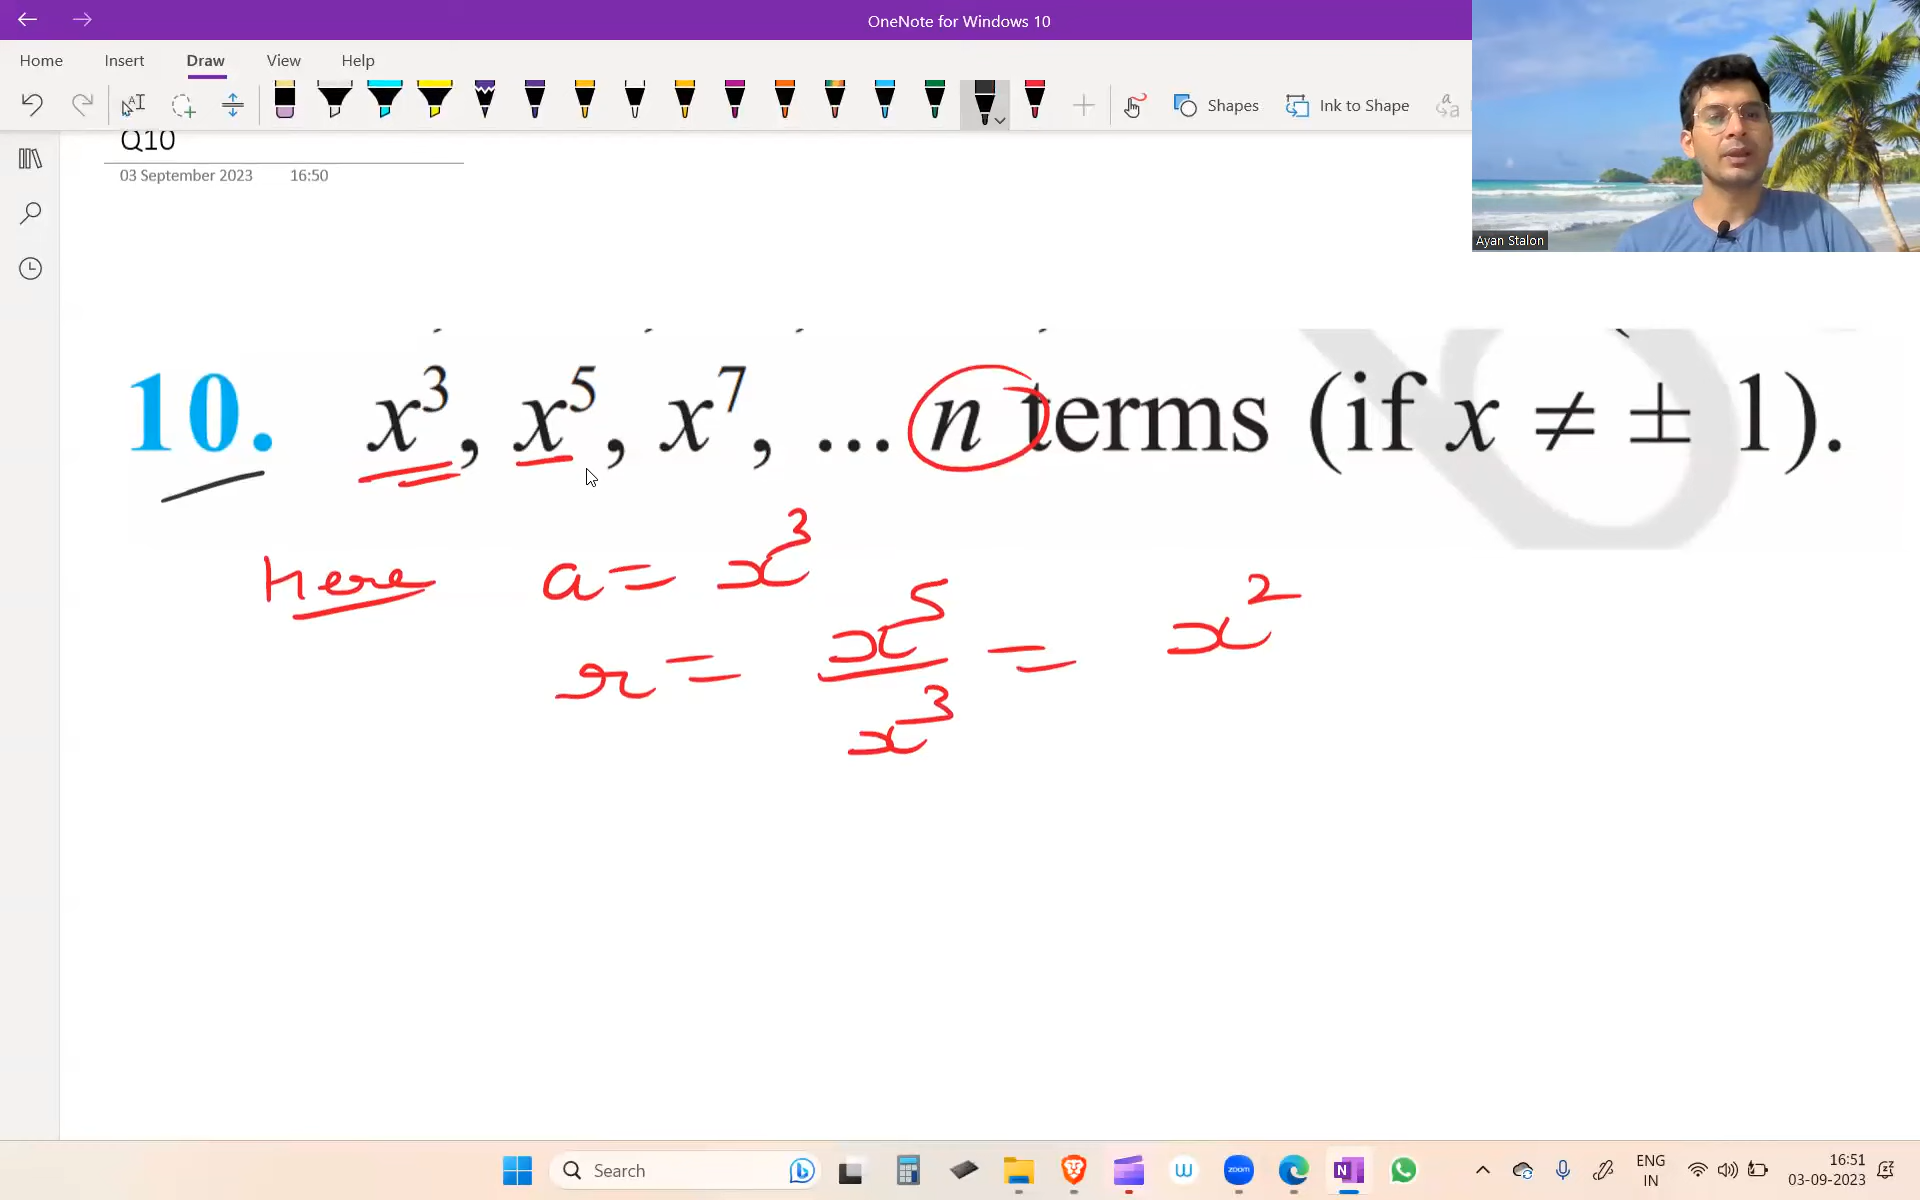 OneNote for Windows 10
Home Insert Draw View Help
Shapes Ink to Shape
Q10
03 September 2023 16:50
Ayan Stalon
10. x³, x⁵, x⁷, ... n terms (if x ≠ ± 1).
Here a = x³
r = x⁵/x³ = x²
Search
zoom
ENG
IN
16:51
03-09-2023